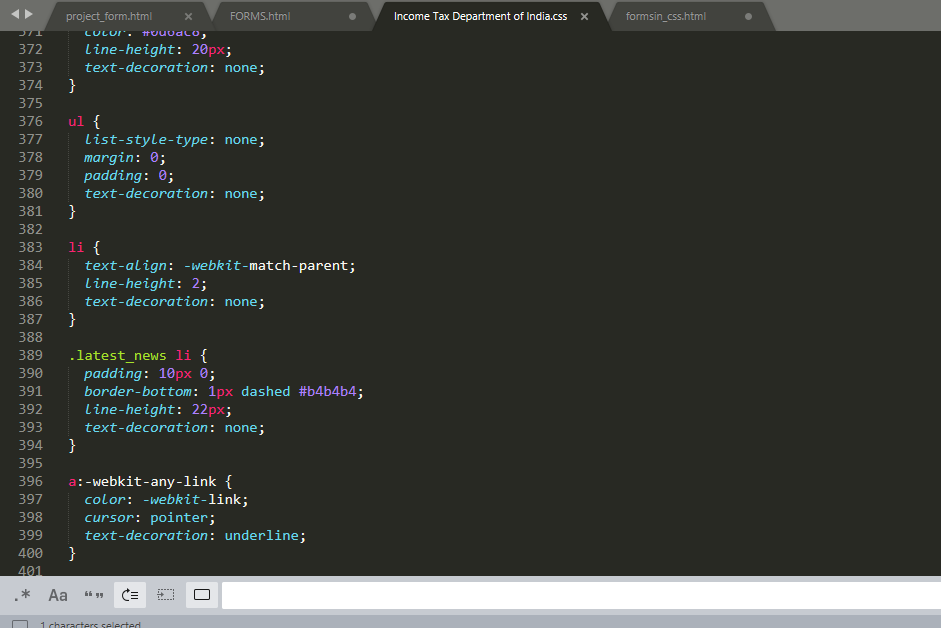 project_form.html × FORMS.html Income Tax Department of India.css × formsin_css.html
371 color: #0d6ac8;
372 line-height: 20px;
373 text-decoration: none;
374 }
375
376 ul {
377 list-style-type: none;
378 margin: 0;
379 padding: 0;
380 text-decoration: none;
381 }
382
383 li {
384 text-align: -webkit-match-parent;
385 line-height: 2;
386 text-decoration: none;
387 }
388
389 .latest_news li {
390 padding: 10px 0;
391 border-bottom: 1px dashed #b4b4b4;
392 line-height: 22px;
393 text-decoration: none;
394 }
395
396 a:-webkit-any-link {
397 color: -webkit-link;
398 cursor: pointer;
399 text-decoration: underline;
400 }
401
.* Aa “”
1 characters selected